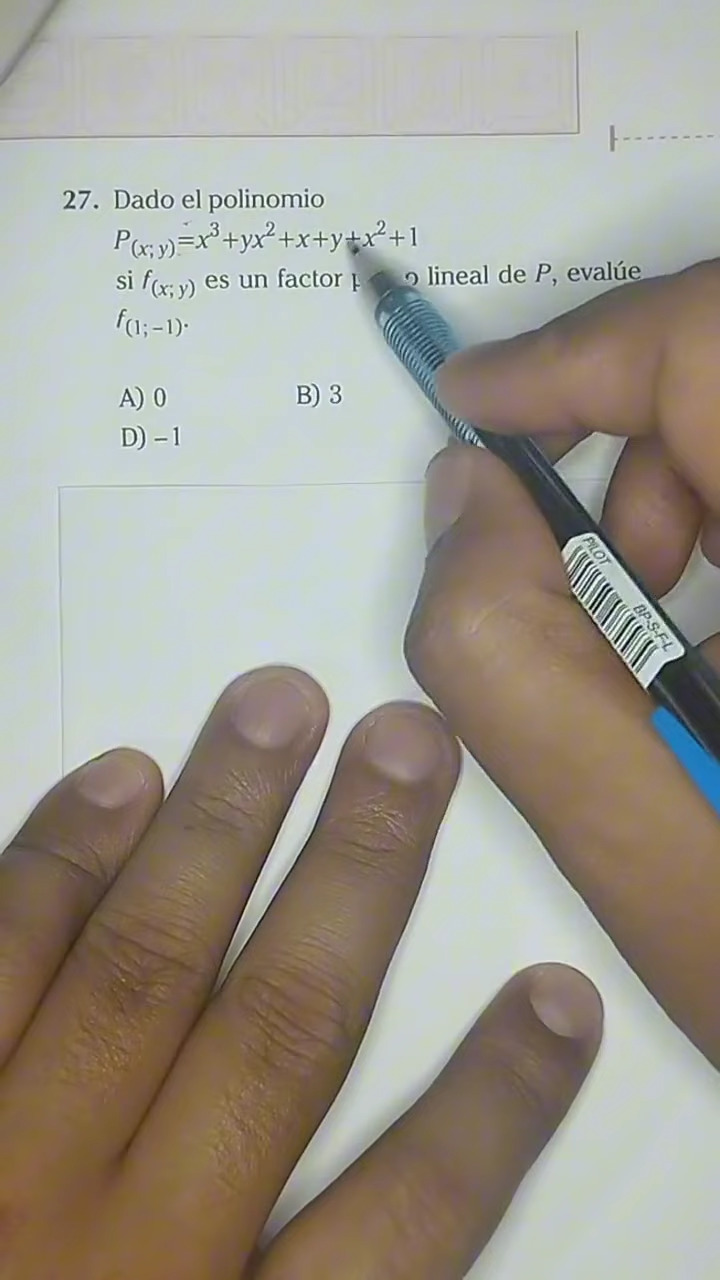 27. Dado el polinomio
P(x; y)=x³+yx²+x+y+x²+1
si f(x; y) es un factor lineal de P, evalúe
f(1; −1).
A) 0 B) 3
D) −1
PILOT
BP-S-F-L